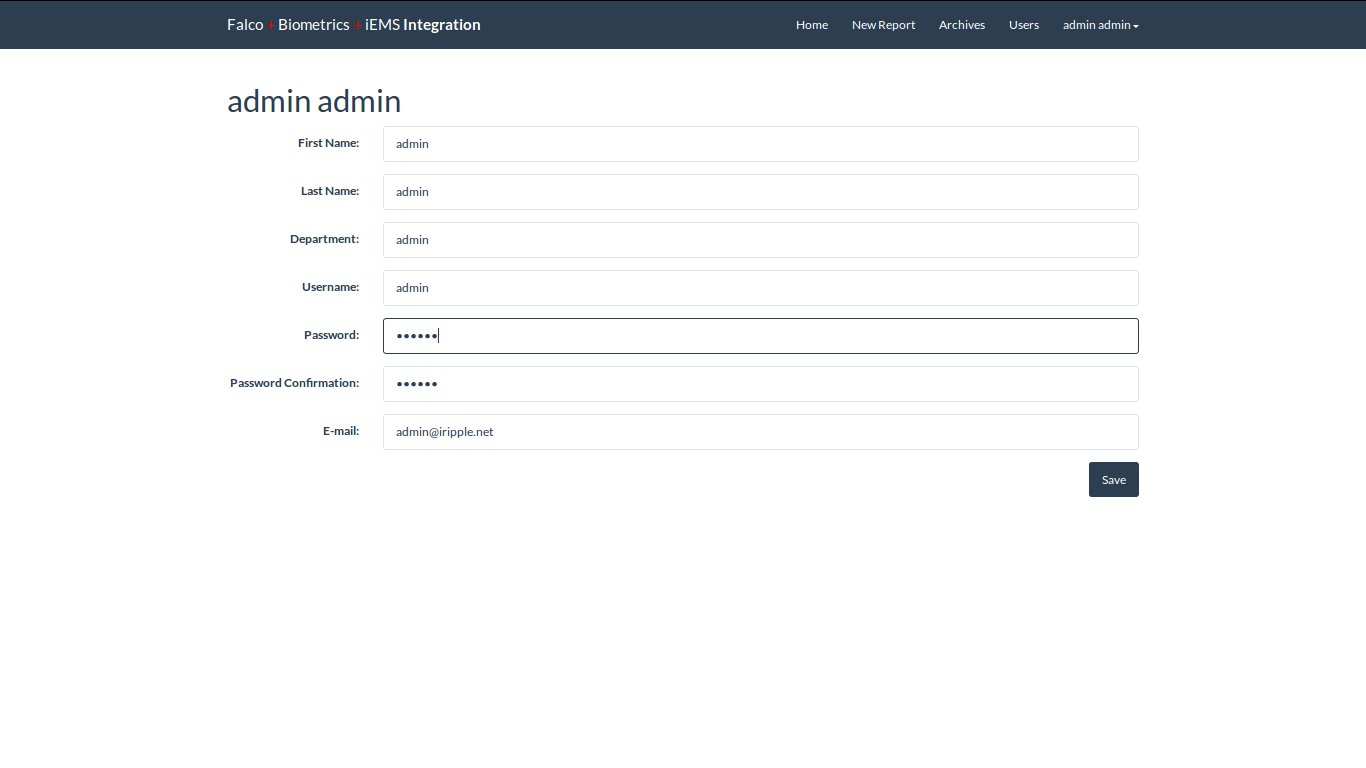 Falco + Biometrics + iEMS Integration
Home New Report Archives Users admin admin
admin admin
First Name: admin
Last Name: admin
Department: admin
Username: admin
Password: ••••••
Password Confirmation: ••••••
E-mail: admin@iripple.net
Save